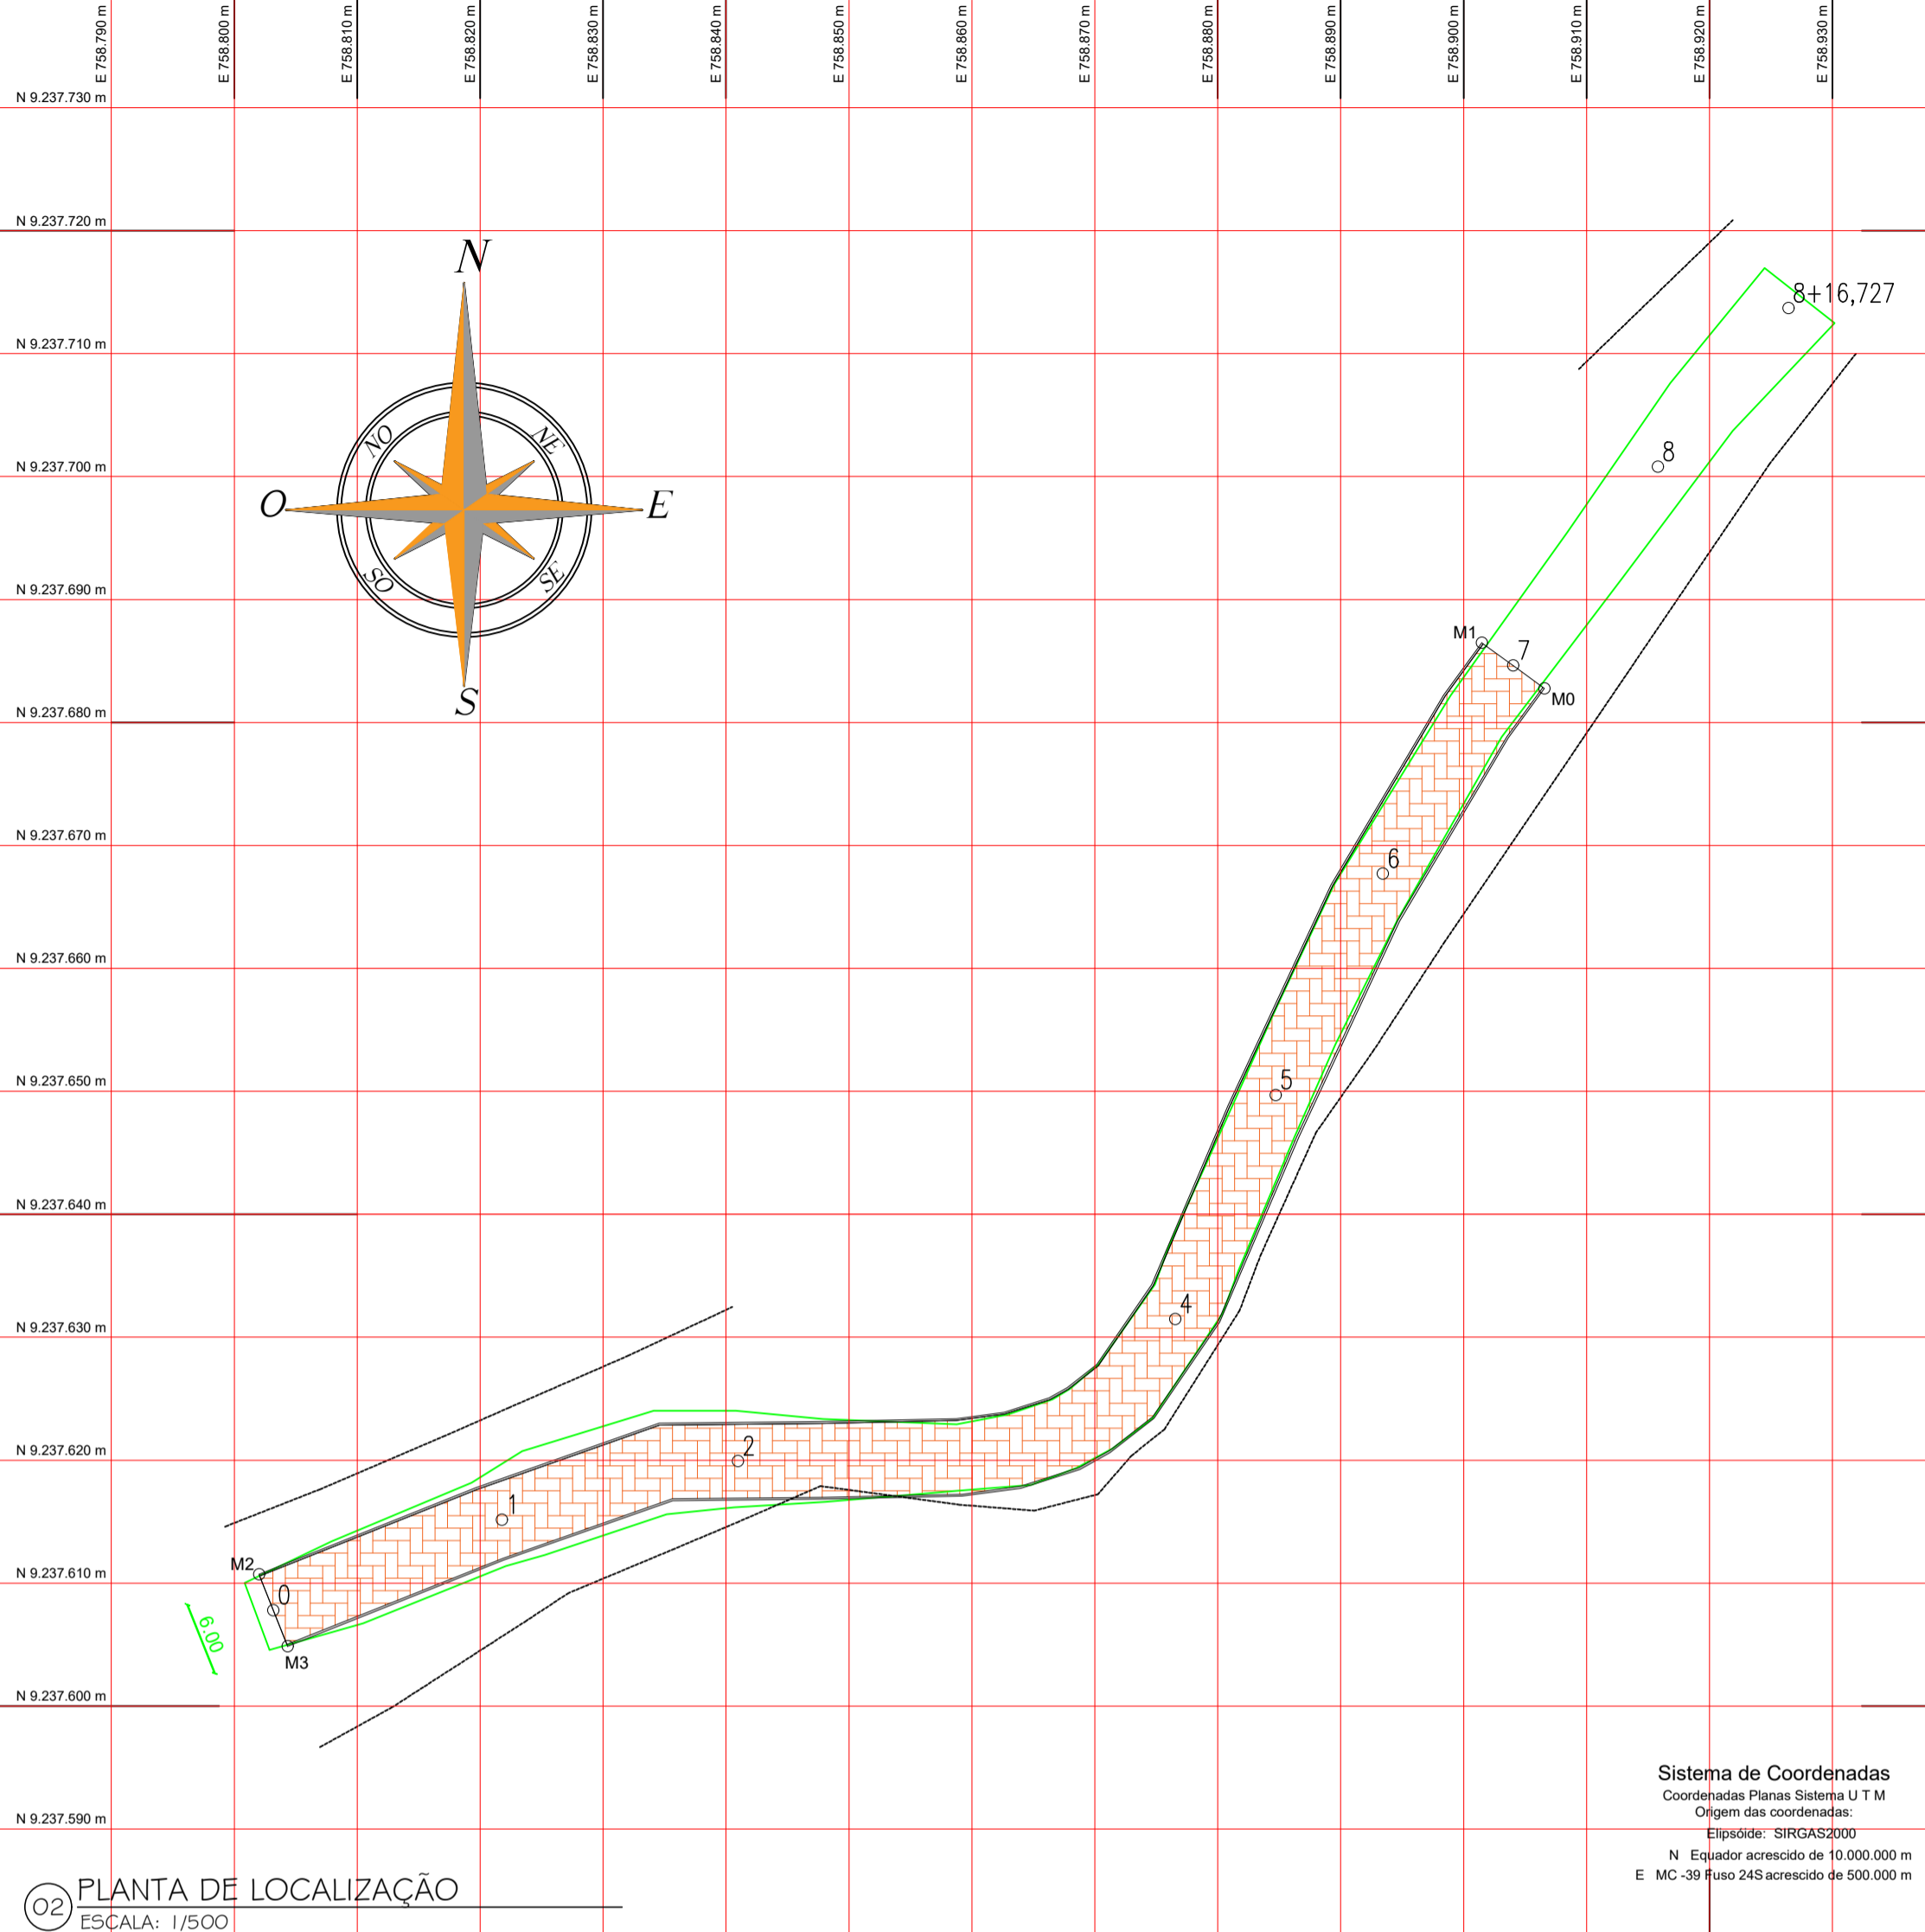 E 758.790 m
E 758.800 m
E 758.810 m
E 758.820 m
E 758.830 m
E 758.840 m
E 758.850 m
E 758.860 m
E 758.870 m
E 758.880 m
E 758.890 m
E 758.900 m
E 758.910 m
E 758.920 m
E 758.930 m
N 9.237.730 m
N 9.237.720 m
N 9.237.710 m
N 9.237.700 m
N 9.237.690 m
N 9.237.680 m
N 9.237.670 m
N 9.237.660 m
N 9.237.650 m
N 9.237.640 m
N 9.237.630 m
N 9.237.620 m
N 9.237.610 m
N 9.237.600 m
N 9.237.590 m
N
NO
NE
O
E
SO
SE
S
8+16,727
8
M1
7
M0
6
5
4
2
1
M2
0
M3
6.00
Sistema de Coordenadas
Coordenadas Planas Sistema U T M
Origem das coordenadas:
Elipsóide: SIRGAS2000
N Equador acrescido de 10.000.000 m
E MC -39 Fuso 24S acrescido de 500.000 m
02
PLANTA DE LOCALIZAÇÃO
ESCALA: 1/500